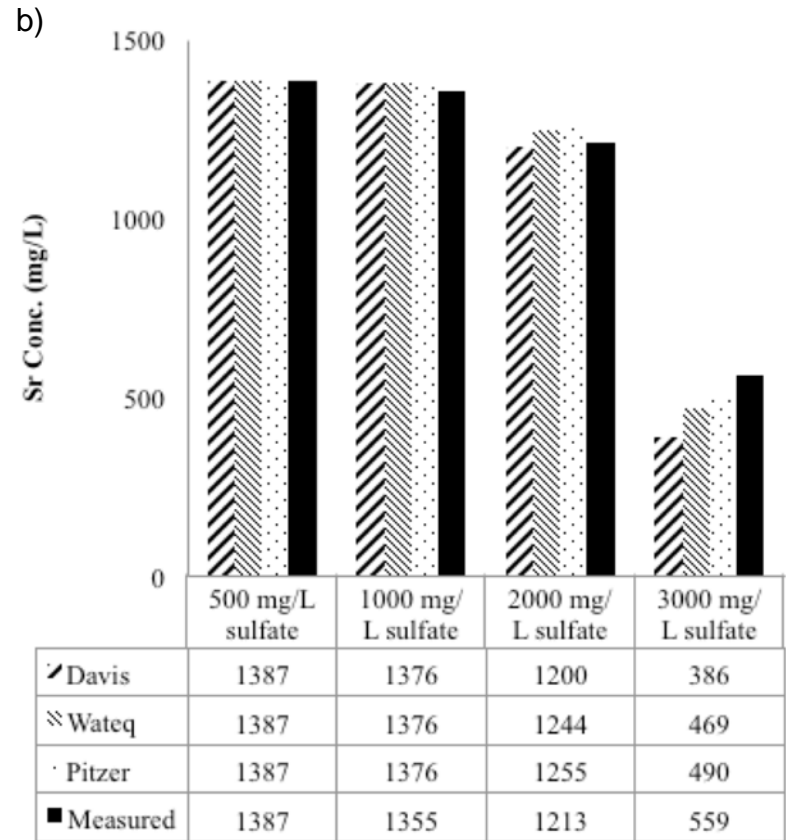 b)
1500
1000
500
0
Sr Conc. (mg/L)
500 mg/L sulfate
1000 mg/ L sulfate
2000 mg/ L sulfate
3000 mg/ L sulfate
Davis 1387 1376 1200 386
Wateq 1387 1376 1244 469
Pitzer 1387 1376 1255 490
Measured 1387 1355 1213 559